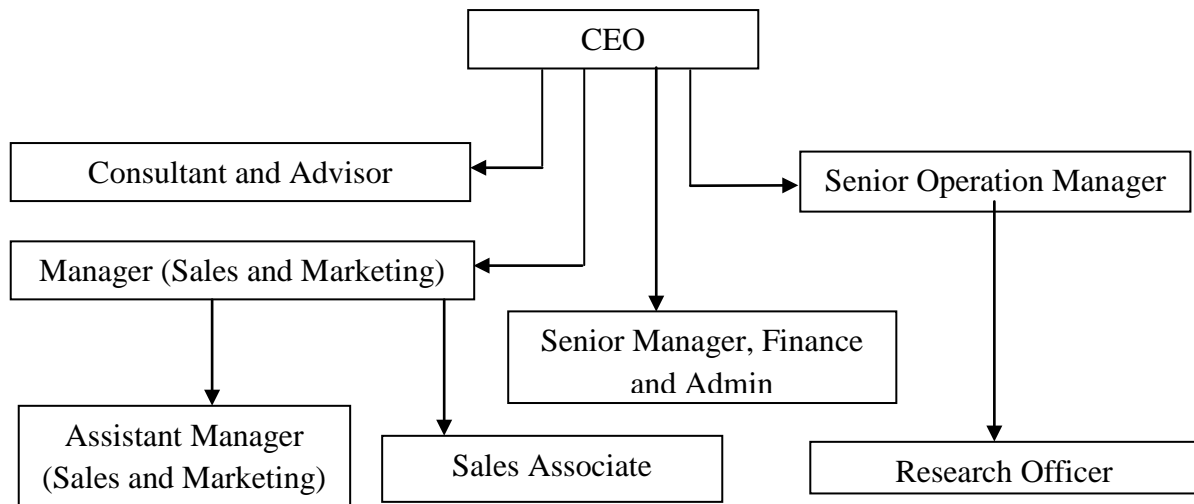 CEO
Consultant and Advisor
Senior Operation Manager
Manager (Sales and Marketing)
Senior Manager, Finance
and Admin
Assistant Manager
(Sales and Marketing)
Sales Associate
Research Officer